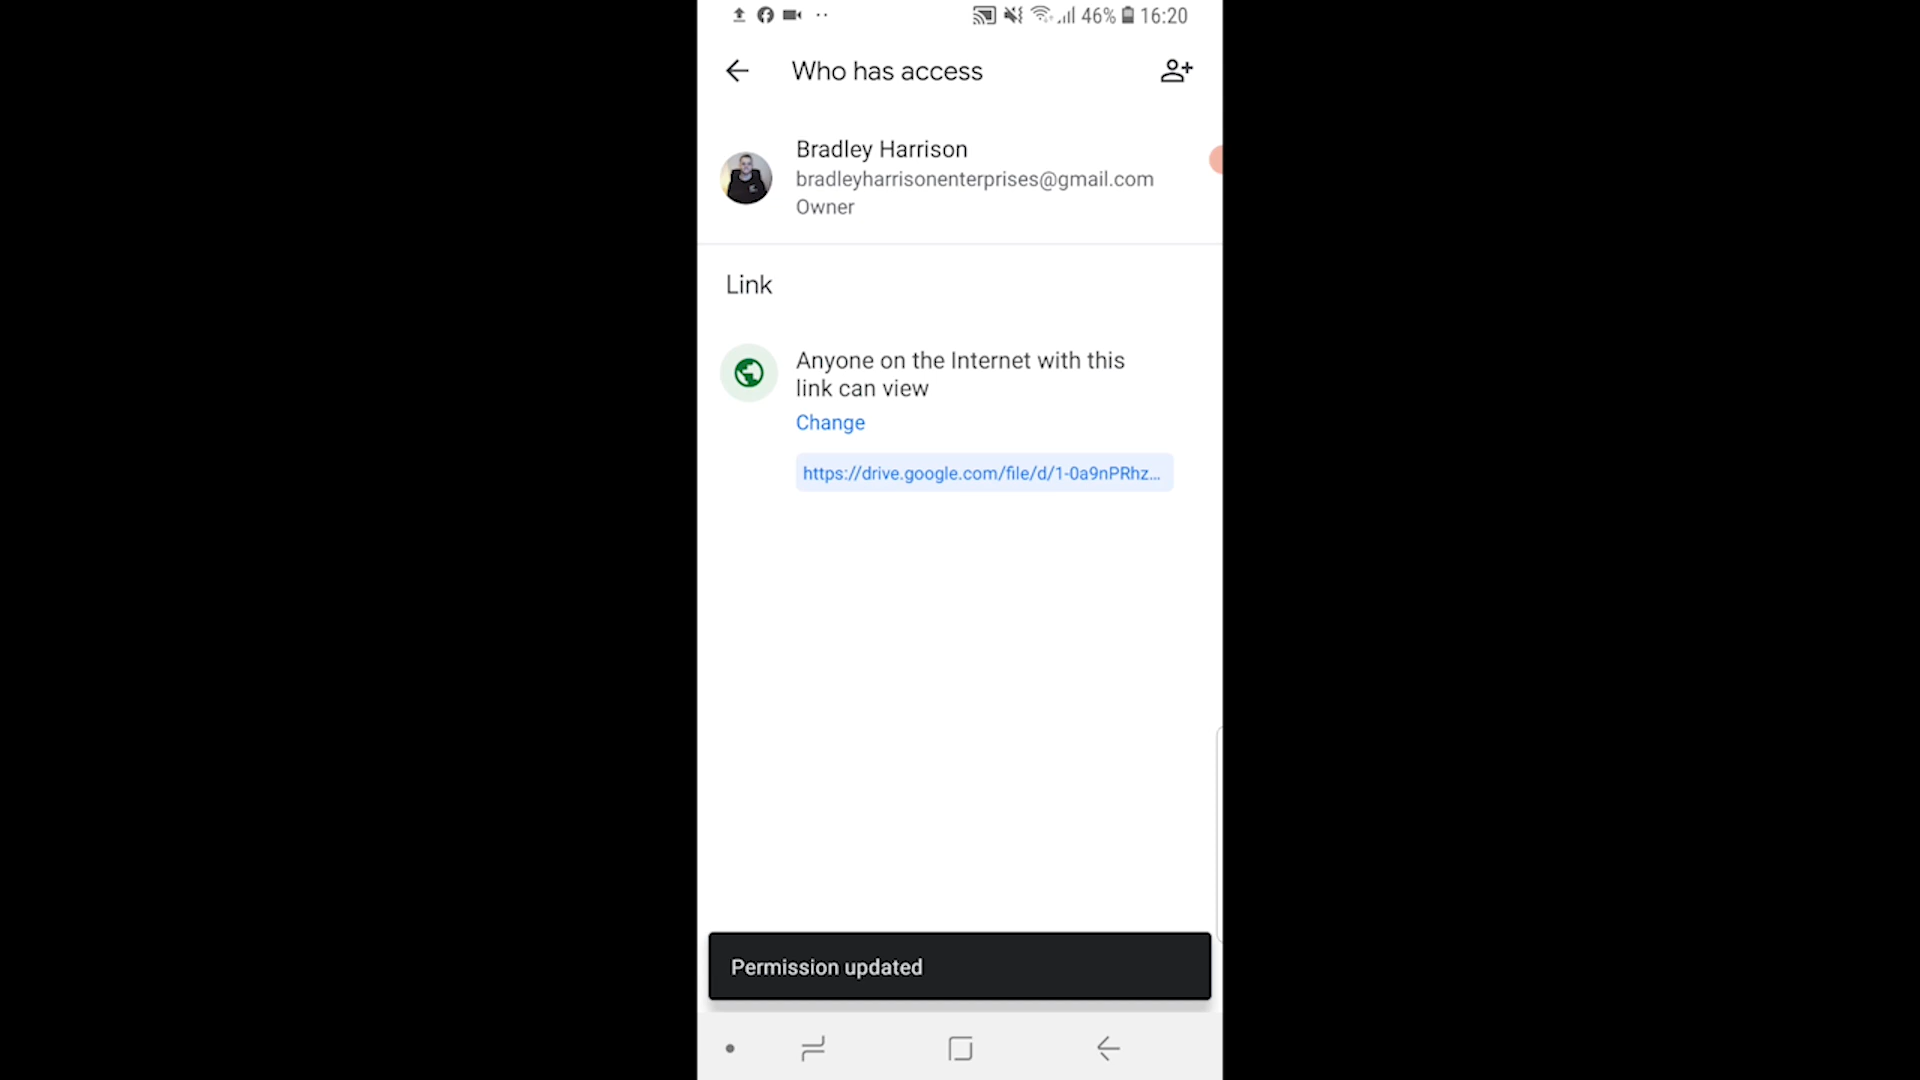 46% 16:20
Who has access
Bradley Harrison
bradleyharrisonenterprises@gmail.com
Owner
Link
Anyone on the Internet with this
link can view
Change
https://drive.google.com/file/d/1-0a9nPRhz...
Permission updated